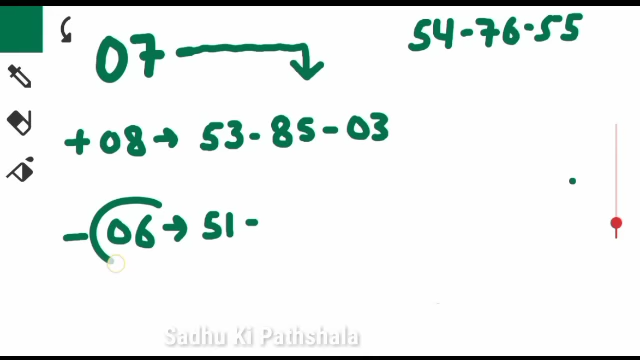 07 → 54-76-55
+08→ 53-85-03
-06→ 51-
Sadhu Ki Pathshala